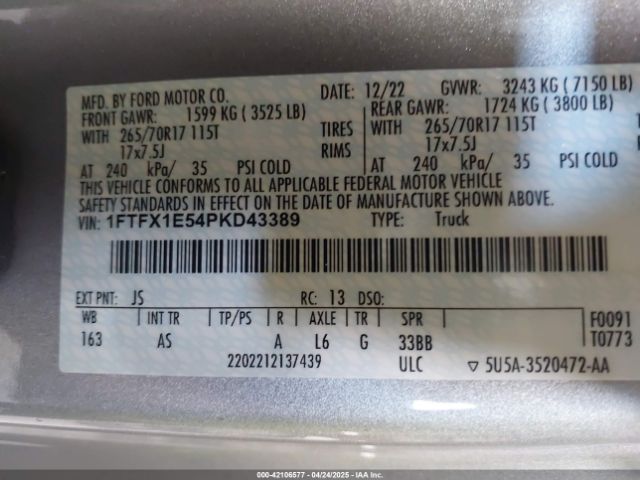 MFD. BY FORD MOTOR CO.
DATE: 12/22 GVWR: 3243 KG ( 7150 LB)
FRONT GAWR: 1599 KG ( 3525 LB) REAR GAWR: 1724 KG ( 3800 LB)
WITH 265/70R17 115T TIRES WITH 265/70R17 115T
17x7.5J RIMS 17x7.5J
AT 240 kPa/ 35 PSI COLD AT 240 kPa/ 35 PSI COLD
THIS VEHICLE CONFORMS TO ALL APPLICABLE FEDERAL MOTOR VEHICLE
SAFETY STANDARDS IN EFFECT ON THE DATE OF MANUFACTURE SHOWN ABOVE.
VIN: 1FTFX1E54PKD43389 TYPE: Truck
EXT PNT: JS RC: 13 DSO:
WB INT TR TP/PS R AXLE TR SPR F0091
163 AS A L6 G 33BB T0773
2202212137439 ULC ▽ 5U5A-3520472-AA
000-42106577 - 04/24/2025 - IAAI.COM